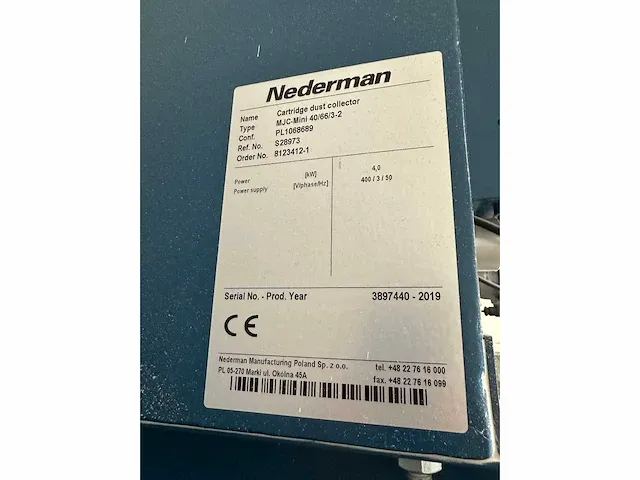 Nederman
Name Cartridge dust collector
Type MJC-Mini 40/66/3-2
Conf. PL1068689
Ref. No. S28973
Order No. 8123412-1
Power [kW] 4,0
Power supply [V/phase/Hz] 400 / 3 / 50
Serial No. - Prod. Year 3897440 - 2019
CE
Nederman Manufacturing Poland Sp. z o.o. tel. +48 22 76 16 000
PL 05-270 Marki ul. Okólna 45A fax. +48 22 76 16 099